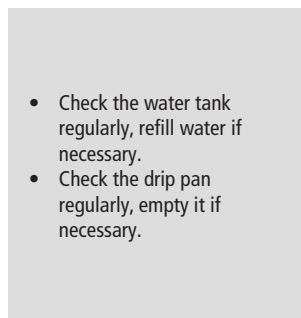 • Check the water tank
regularly, refill water if
necessary.
• Check the drip pan
regularly, empty it if
necessary.